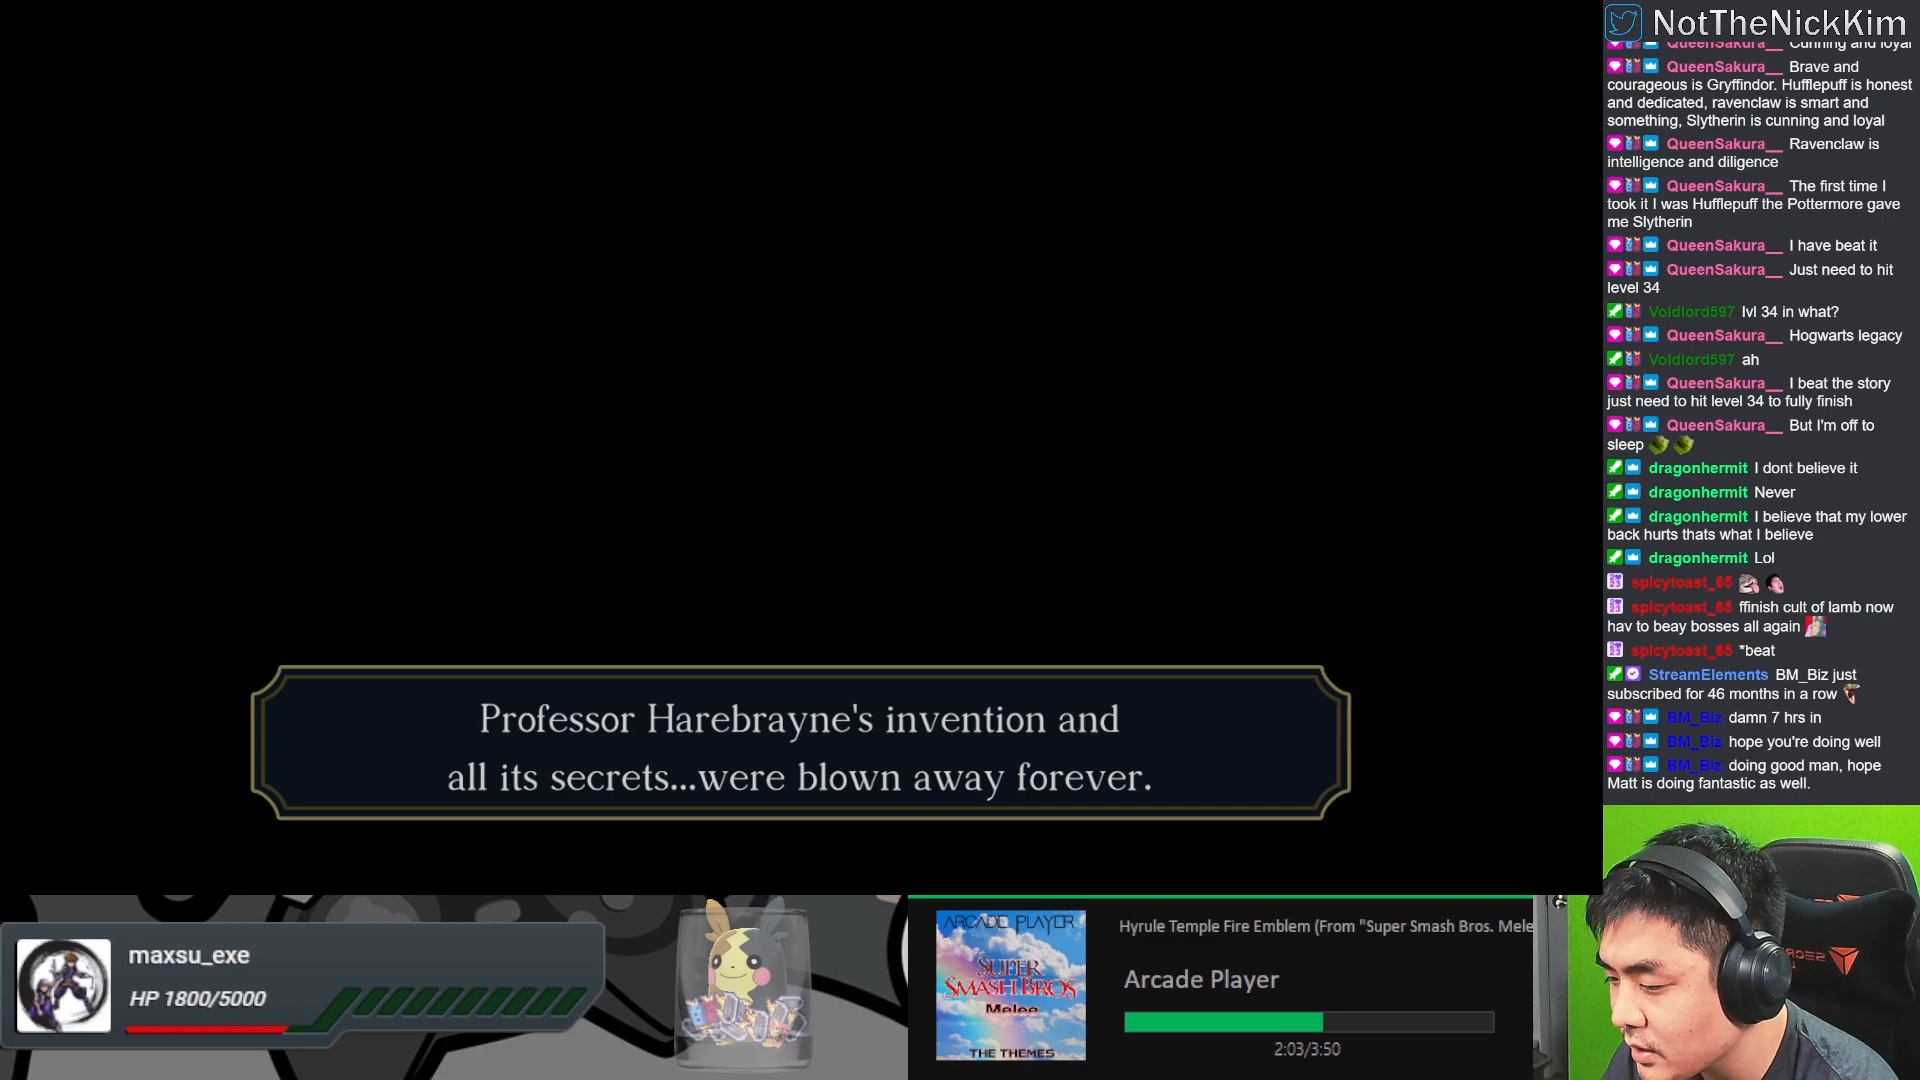 NotTheNickKim
QueenSakura__ Cunning and loyal
QueenSakura__ Brave and
courageous is Gryffindor. Hufflepuff is honest
and dedicated, ravenclaw is smart and
something, Slytherin is cunning and loyal
QueenSakura__ Ravenclaw is
intelligence and diligence
QueenSakura__ The first time I
took it I was Hufflepuff the Pottermore gave
me Slytherin
QueenSakura__ I have beat it
QueenSakura__ Just need to hit
level 34
Voidlord597 lvl 34 in what?
QueenSakura__ Hogwarts legacy
Voidlord597 ah
QueenSakura__ I beat the story
just need to hit level 34 to fully finish
QueenSakura__ But I'm off to
sleep
dragonhermit I dont believe it
dragonhermit Never
dragonhermit I believe that my lower
back hurts thats what I believe
dragonhermit Lol
spicytoast_65
spicytoast_65 ffinish cult of lamb now
hav to beay bosses all again
spicytoast_65 *beat
StreamElements BM_Biz just
subscribed for 46 months in a row
BM_Biz damn 7 hrs in
BM_Biz hope you're doing well
BM_Biz doing good man, hope
Matt is doing fantastic as well.
Professor Harebrayne's invention and
all its secrets...were blown away forever.
maxsu_exe
HP 1800/5000
ARCADE PLAYER
SUPER
SMASH BROS
Melee
THE THEMES
Hyrule Temple Fire Emblem (From "Super Smash Bros. Mele
Arcade Player
2:03/3:50